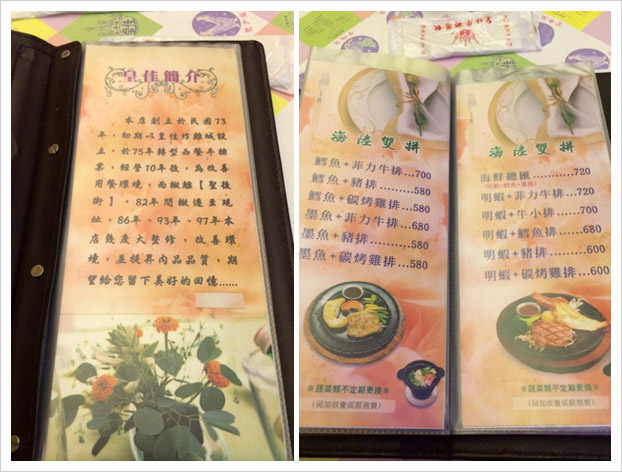 皇佳簡介
本店創立於民國73
年，初期以皇佳炸雞城設
立，於75年轉型西餐牛排
館，經營10年後，為改善
用餐環境，而搬離【聖後
街】。82年間搬遷至現
址，86年、93年、97年本
店幾度大整修，改善環
境，並提昇肉品品質，期
望給您留下美好的回憶......
海陸雙拼
鱈魚+菲力牛排...700
鱈魚+豬排........580
鱈魚+碳烤雞排...580
墨魚+菲力牛排...680
墨魚+豬排........580
墨魚+碳烤雞排...580
※蔬菜類不定期更換※
（另加收壹成服務費）
海陸雙拼
海鮮總匯..........720
明蝦+菲力牛排...720
明蝦+牛小排......700
明蝦+鱈魚排......680
明蝦+豬排........600
明蝦+碳烤雞排...600
※蔬菜類不定期更換※
（另加收壹成服務費）